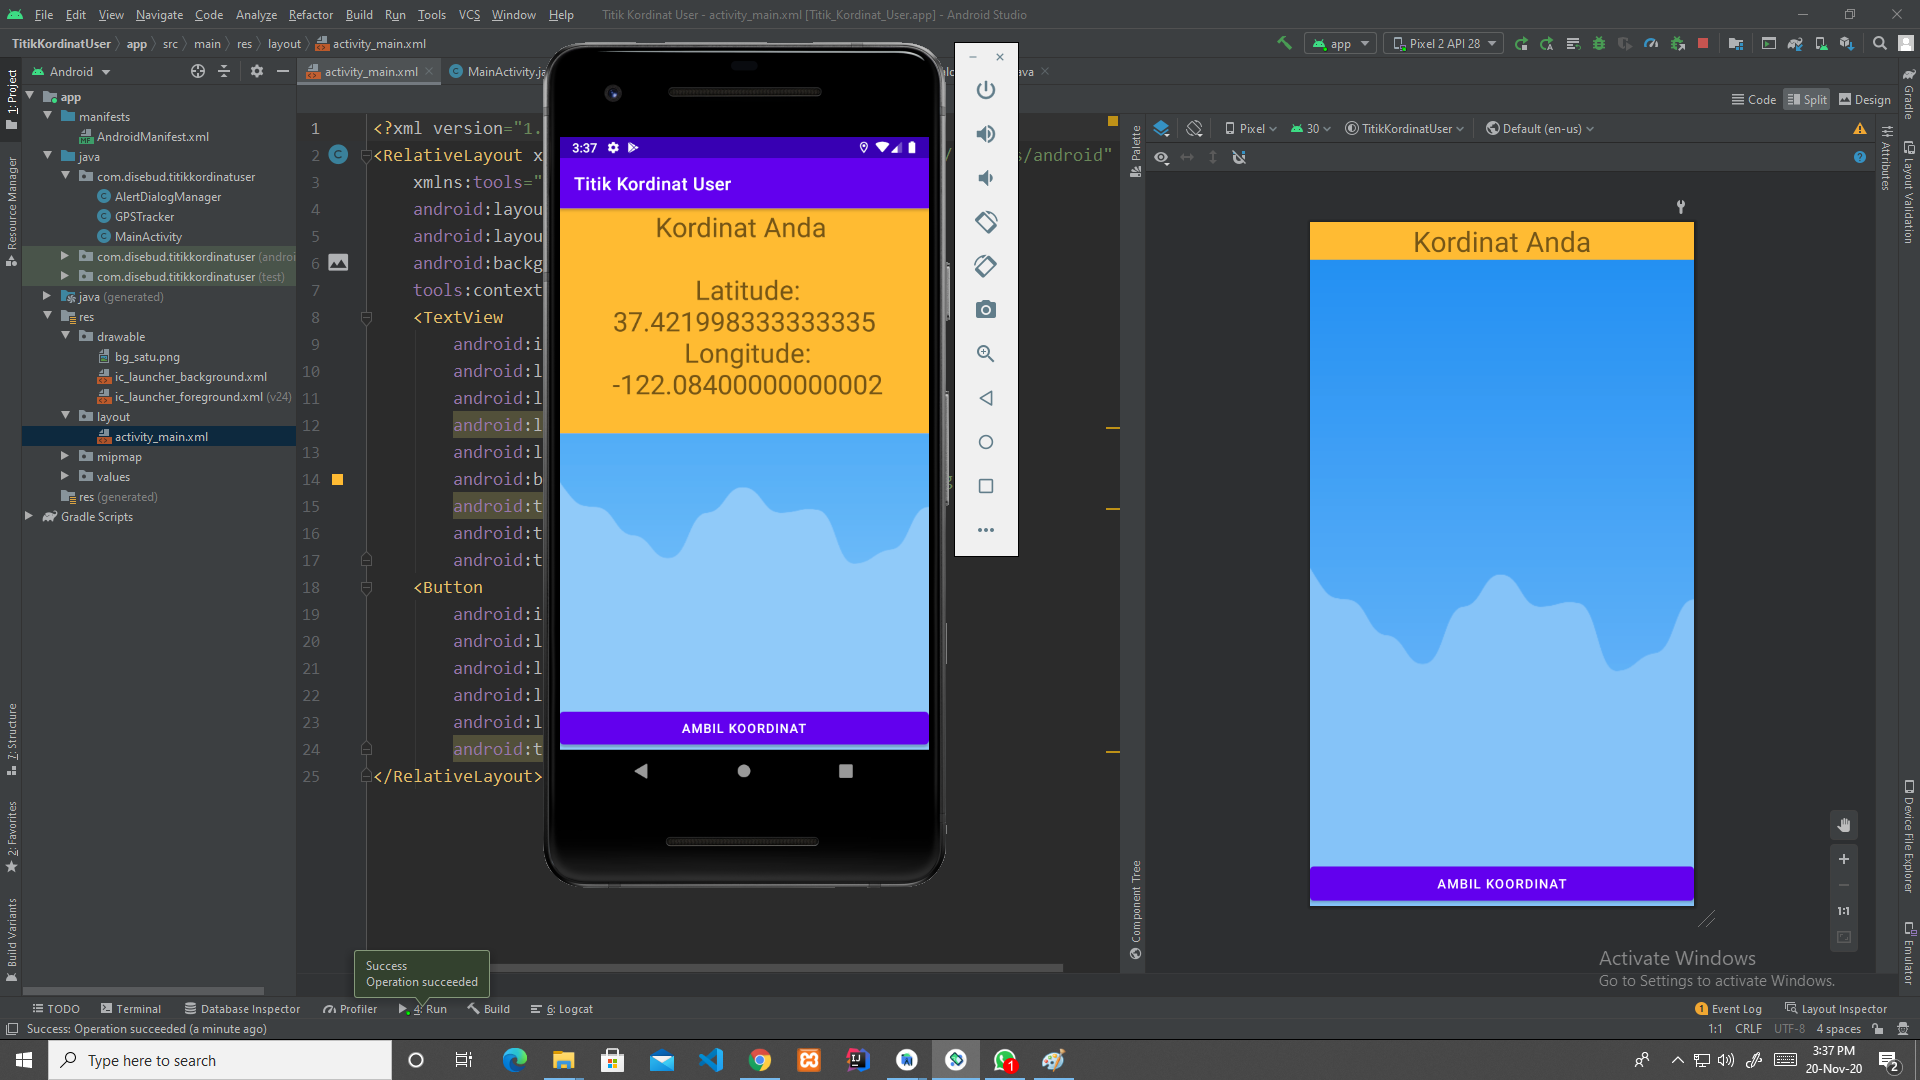 File Edit View Navigate Code Analyze Refactor Build Run Tools VCS Window Help Titik Kordinat User - activity_main.xml [Titik_Kordinat_User.app] - Android Studio
TitikKordinatUser app src main res layout activity_main.xml
app Pixel 2 API 28
Android
activity_main.xml MainActivity.ja
ava
Code Split Design
1: Project
Resource Manager
7: Structure
2: Favorites
Build Variants
app
manifests
AndroidManifest.xml
java
com.disebud.titikkordinatuser
AlertDialogManager
GPSTracker
MainActivity
com.disebud.titikkordinatuser (androi
com.disebud.titikkordinatuser (test)
java (generated)
res
drawable
bg_satu.png
ic_launcher_background.xml
ic_launcher_foreground.xml (v24)
layout
activity_main.xml
mipmap
values
res (generated)
Gradle Scripts
1 <?xml version="1.
2 <RelativeLayout x s/android"
3 xmlns:tools="
4 android:layou
5 android:layou
6 android:backg
7 tools:context
8 <TextView
9 android:i
10 android:l
11 android:l
12 android:l
13 android:l
14 android:b
15 android:t
16 android:t
17 android:t
18 <Button
19 android:i
20 android:l
21 android:l
22 android:l
23 android:l
24 android:t
25 </RelativeLayout>
3:37
Titik Kordinat User
Kordinat Anda
Latitude:
37.421998333333335
Longitude:
-122.08400000000002
AMBIL KOORDINAT
Palette
Component Tree
Pixel 30 TitikKordinatUser Default (en-us)
Kordinat Anda
AMBIL KOORDINAT
1:1
Attributes
Gradle
Layout Validation
Device File Explorer
Emulator
Activate Windows
Go to Settings to activate Windows.
Success
Operation succeeded
TODO Terminal Database Inspector Profiler 4: Run Build 6: Logcat
1 Event Log Layout Inspector
Success: Operation succeeded (a minute ago)
1:1 CRLF UTF-8 4 spaces
Type here to search
1
3:37 PM
20-Nov-20
2